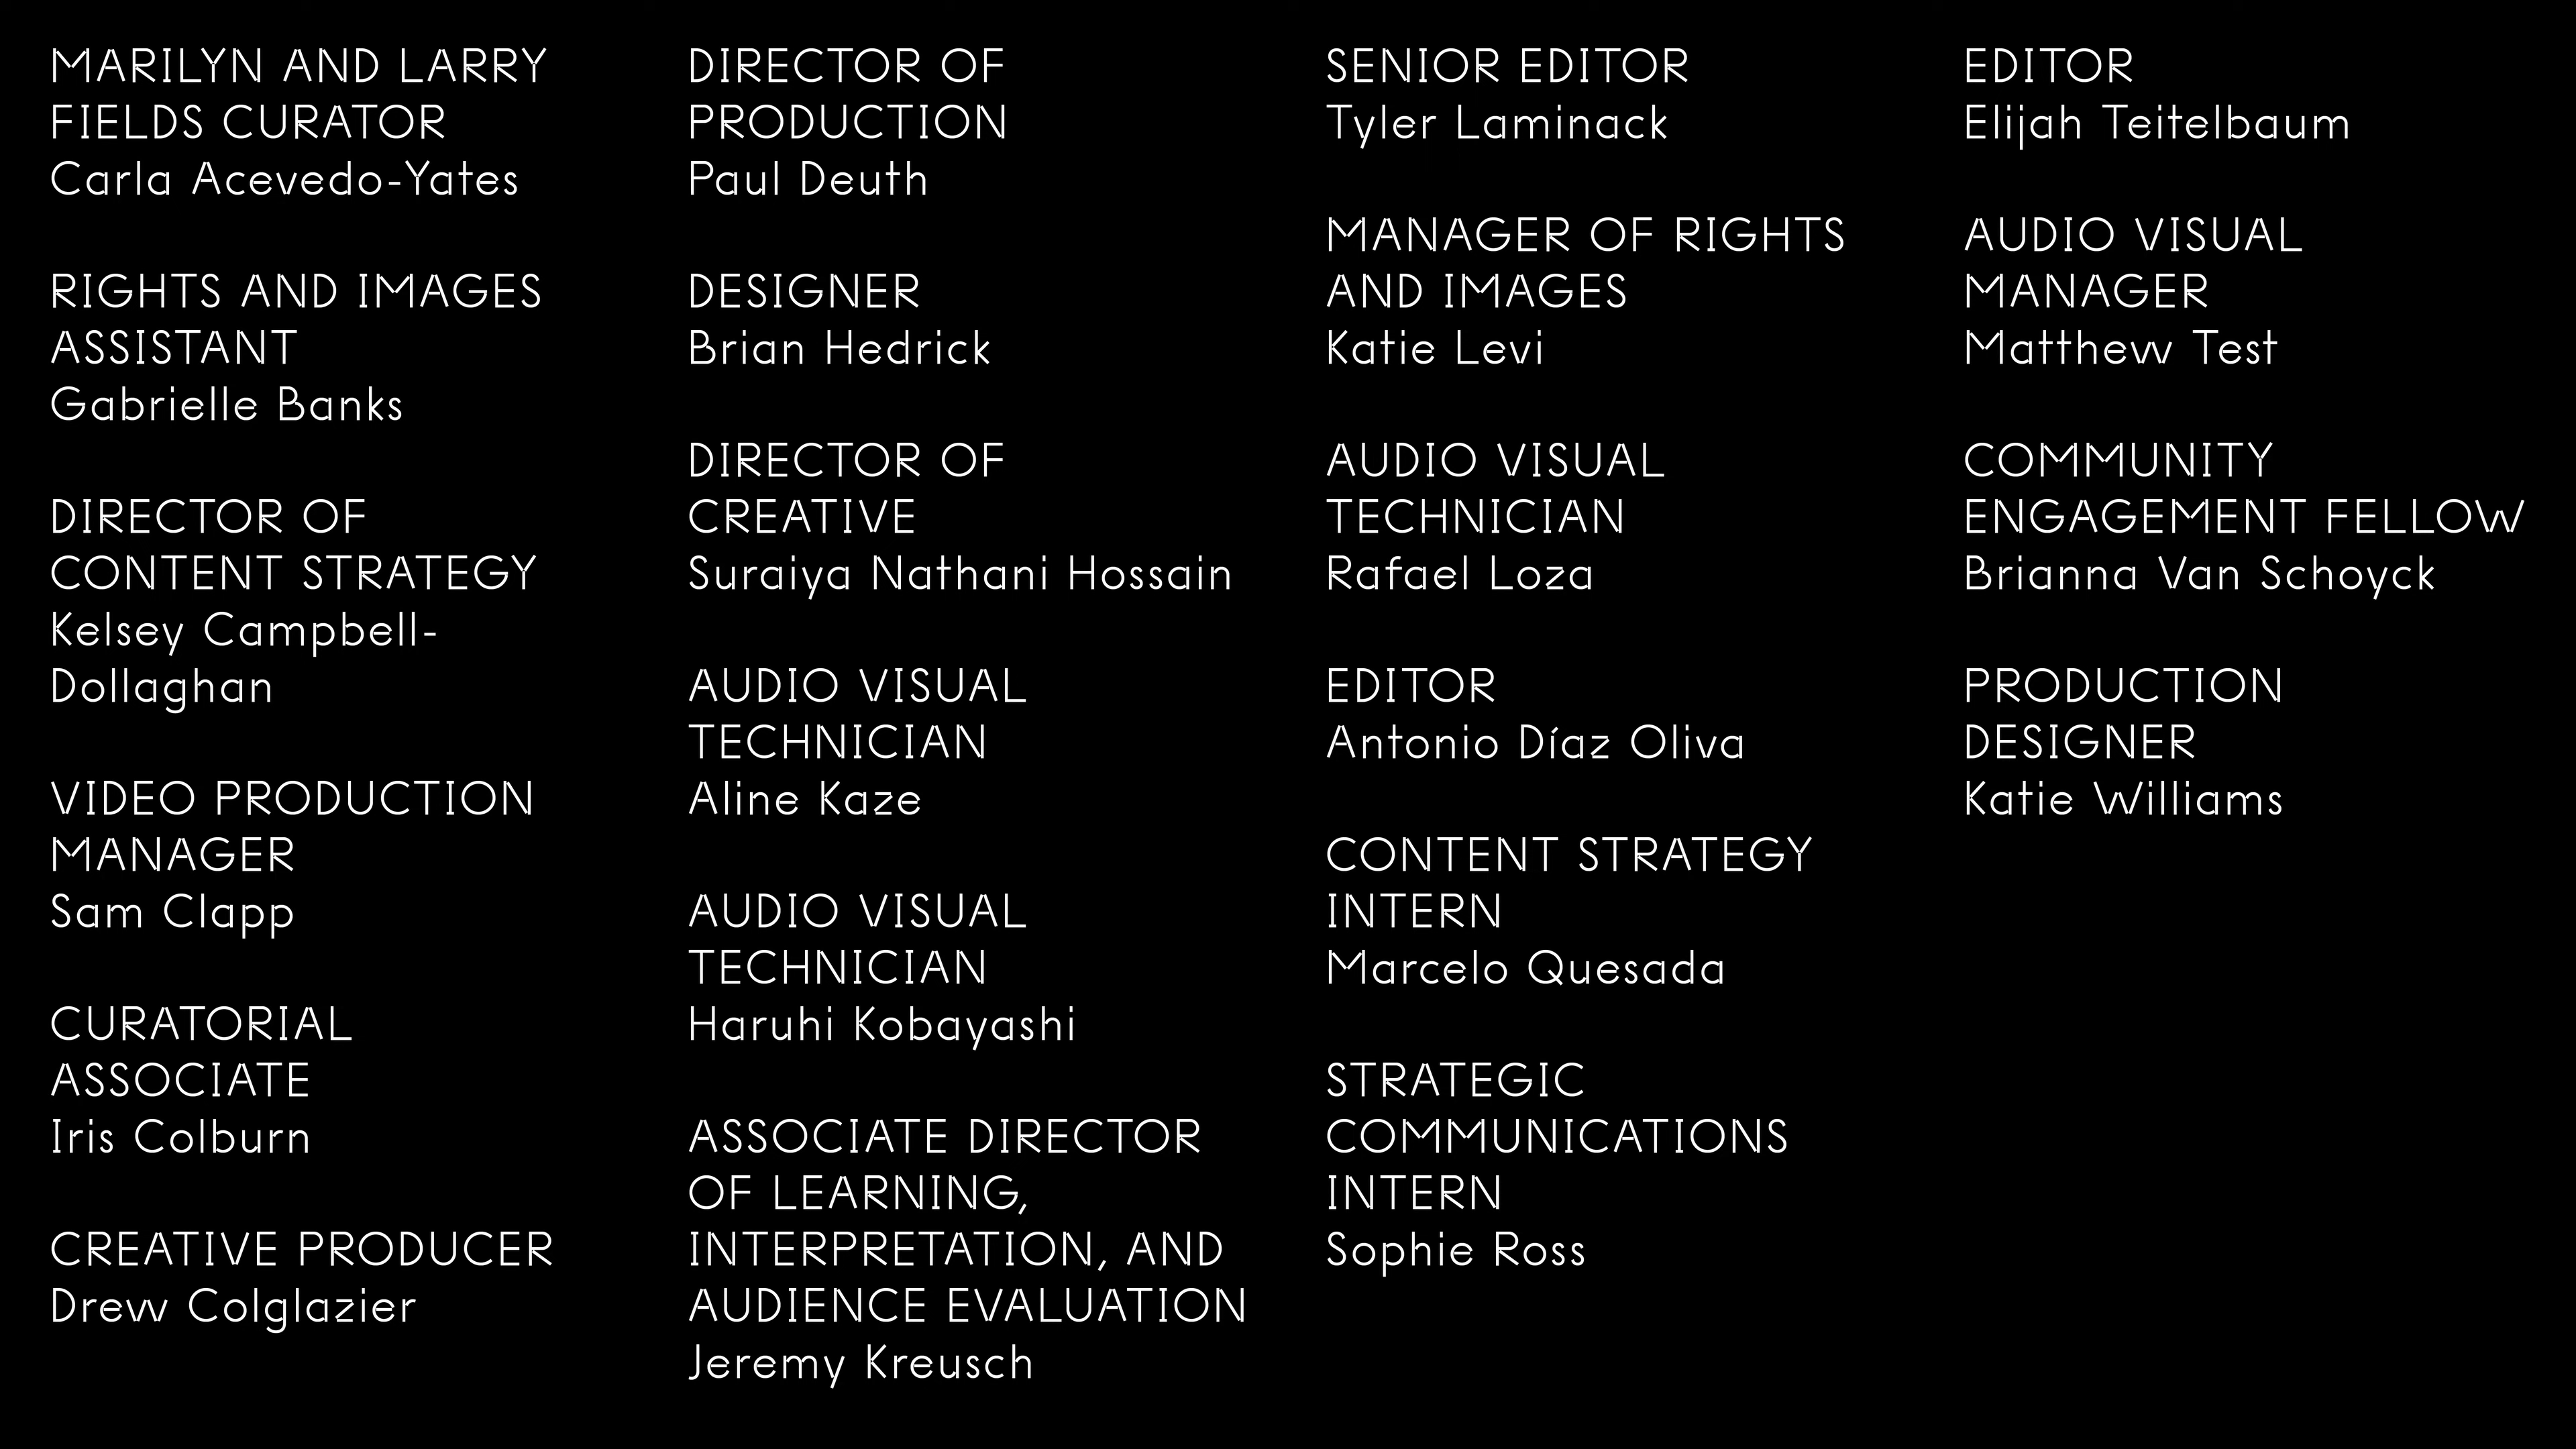 MARILYN AND LARRY
FIELDS CURATOR
Carla Acevedo-Yates
RIGHTS AND IMAGES
ASSISTANT
Gabrielle Banks
DIRECTOR OF
CONTENT STRATEGY
Kelsey Campbell-
Dollaghan
VIDEO PRODUCTION
MANAGER
Sam Clapp
CURATORIAL
ASSOCIATE
Iris Colburn
CREATIVE PRODUCER
Drew Colglazier
DIRECTOR OF
PRODUCTION
Paul Deuth
DESIGNER
Brian Hedrick
DIRECTOR OF
CREATIVE
Suraiya Nathani Hossain
AUDIO VISUAL
TECHNICIAN
Aline Kaze
AUDIO VISUAL
TECHNICIAN
Haruhi Kobayashi
ASSOCIATE DIRECTOR
OF LEARNING,
INTERPRETATION, AND
AUDIENCE EVALUATION
Jeremy Kreusch
SENIOR EDITOR
Tyler Laminack
MANAGER OF RIGHTS
AND IMAGES
Katie Levi
AUDIO VISUAL
TECHNICIAN
Rafael Loza
EDITOR
Antonio Díaz Oliva
CONTENT STRATEGY
INTERN
Marcelo Quesada
STRATEGIC
COMMUNICATIONS
INTERN
Sophie Ross
EDITOR
Elijah Teitelbaum
AUDIO VISUAL
MANAGER
Matthew Test
COMMUNITY
ENGAGEMENT FELLOW
Brianna Van Schoyck
PRODUCTION
DESIGNER
Katie Williams